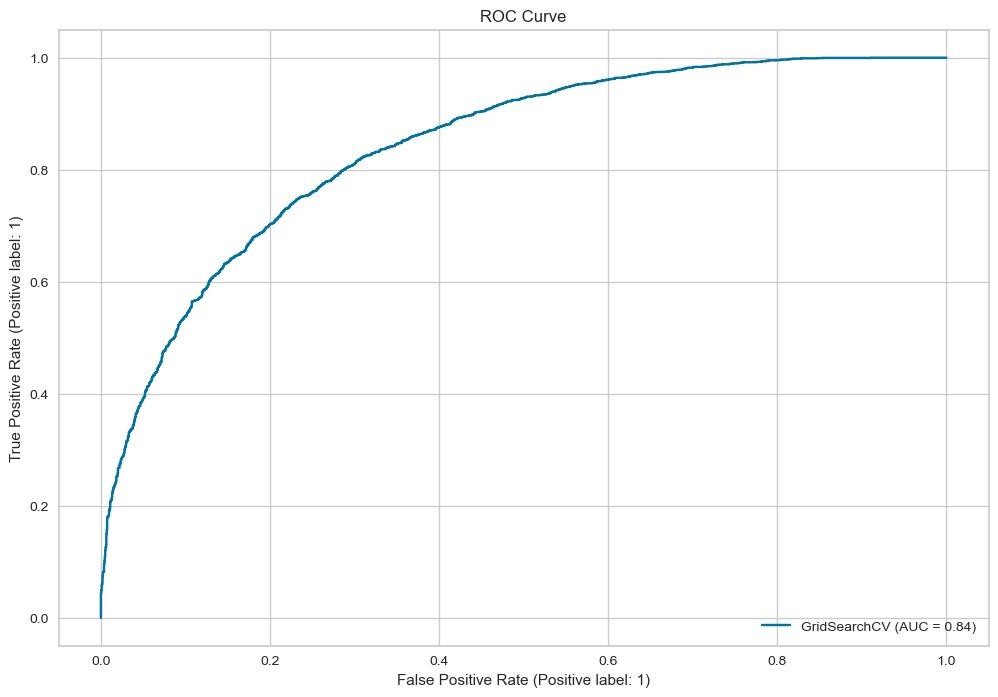 ROC Curve
1.0
0.8
0.6
0.4
0.2
0.0
True Positive Rate (Positive label: 1)
GridSearchCV (AUC = 0.84)
0.0 0.2 0.4 0.6 0.8 1.0
False Positive Rate (Positive label: 1)